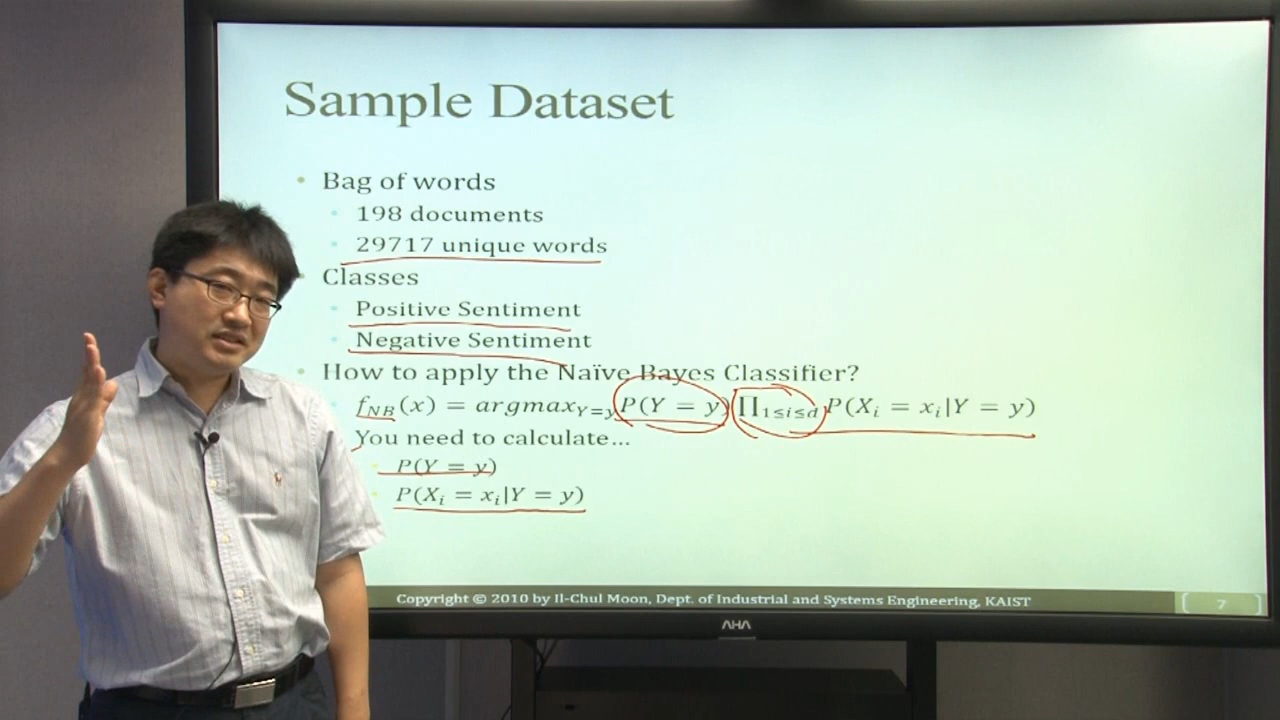 Sample Dataset
• Bag of words
• 198 documents
• 29717 unique words
• Classes
• Positive Sentiment
• Negative Sentiment
• How to apply the Naïve Bayes Classifier?
f_NB(x) = argmax_{Y=y} P(Y = y) ∏_{1≤i≤d} P(X_i = x_i|Y = y)
You need to calculate…
• P(Y = y)
• P(X_i = x_i|Y = y)
Copyright © 2010 by Il-Chul Moon, Dept. of Industrial and Systems Engineering, KAIST
7
AHA